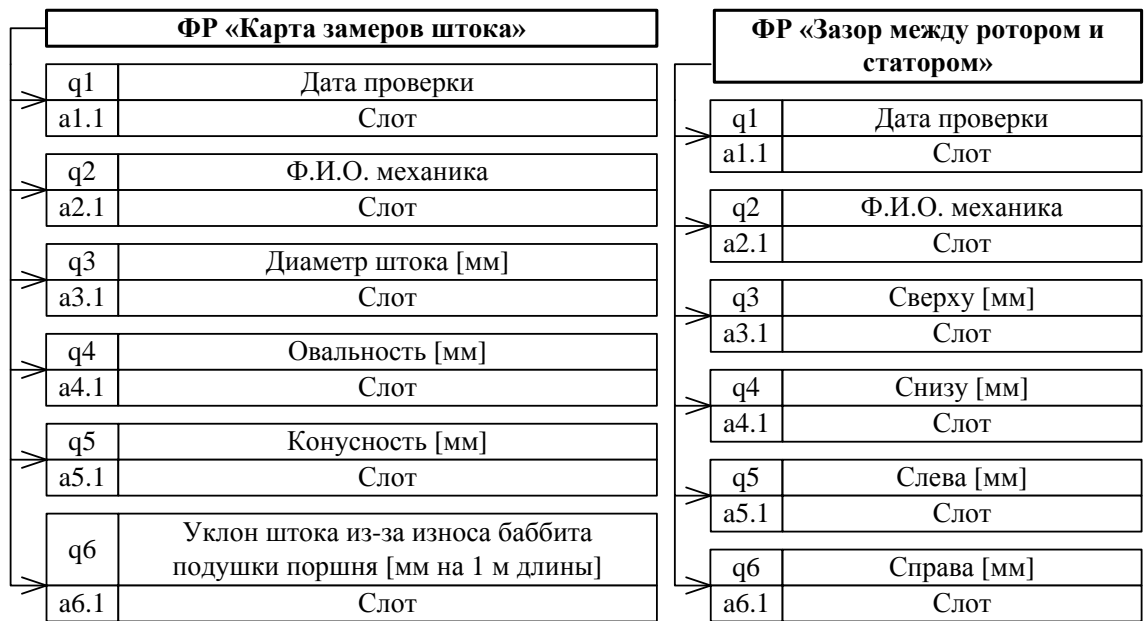 ФР «Карта замеров штока»
q1 Дата проверки
a1.1 Слот
q2 Ф.И.О. механика
a2.1 Слот
q3 Диаметр штока [мм]
a3.1 Слот
q4 Овальность [мм]
a4.1 Слот
q5 Конусность [мм]
a5.1 Слот
q6 Уклон штока из-за износа баббита
подушки поршня [мм на 1 м длины]
a6.1 Слот
ФР «Зазор между ротором и
статором»
q1 Дата проверки
a1.1 Слот
q2 Ф.И.О. механика
a2.1 Слот
q3 Сверху [мм]
a3.1 Слот
q4 Снизу [мм]
a4.1 Слот
q5 Слева [мм]
a5.1 Слот
q6 Справа [мм]
a6.1 Слот